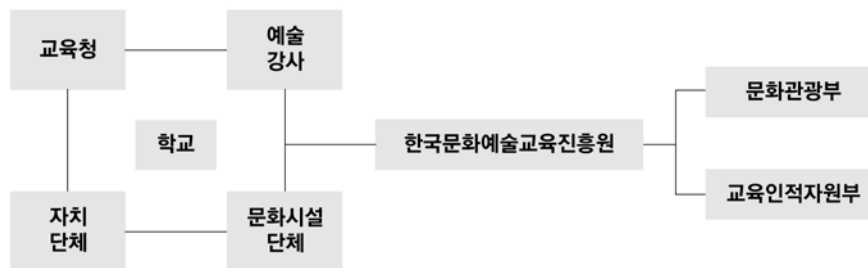 교육청
예술
강사
문화관광부
학교
한국문화예술교육진흥원
교육인적자원부
자치
단체
문화시설
단체